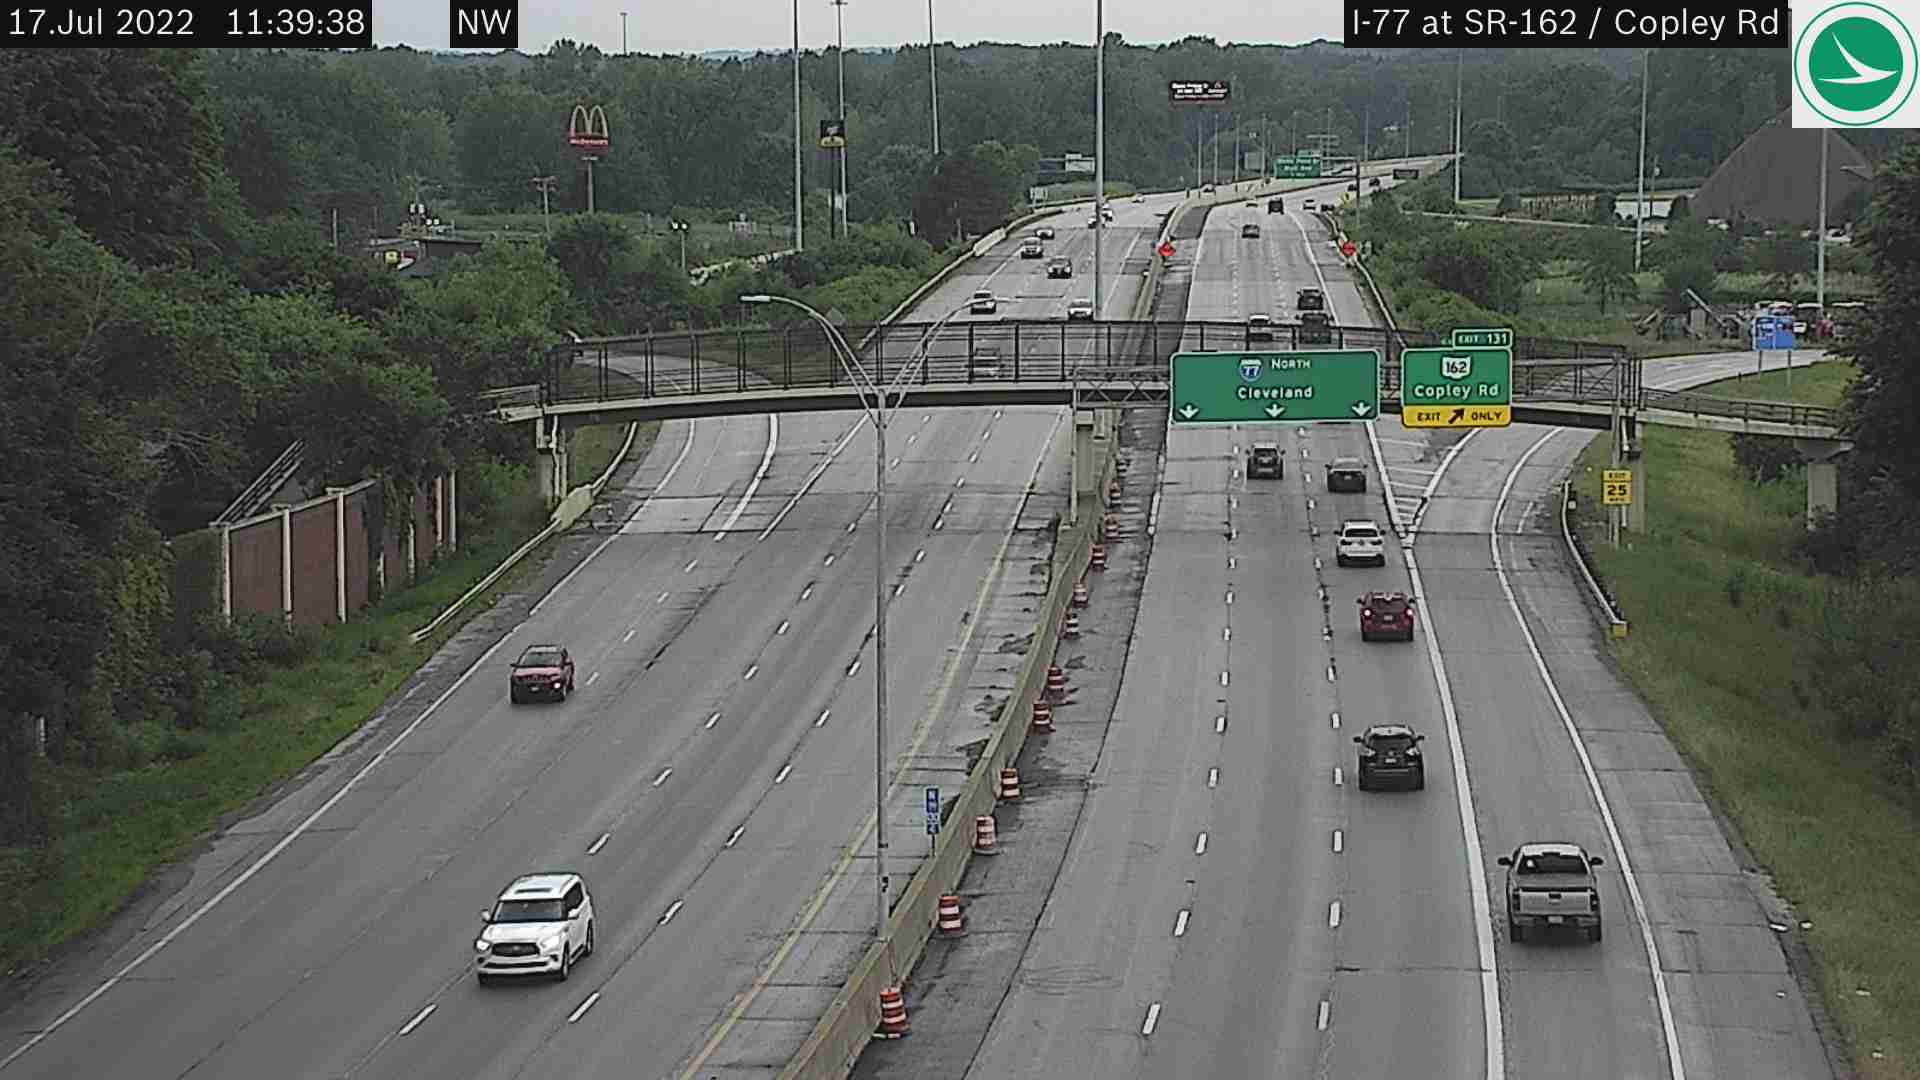 17.Jul 2022 11:39:38
NW
I-77 at SR-162 / Copley Rd
McDonald's
EXIT 131
77 NORTH
Cleveland
162
Copley Rd
EXIT ONLY
EXIT
25